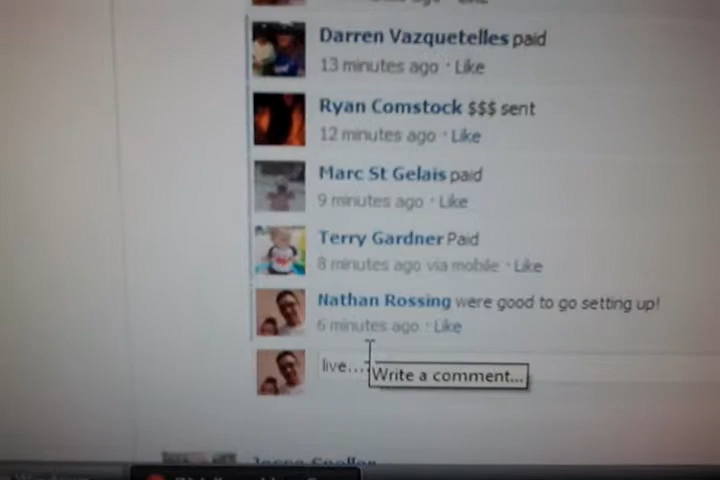 Darren Vazquetelles paid
13 minutes ago · Like
Ryan Comstock $$$ sent
12 minutes ago · Like
Marc St Gelais paid
9 minutes ago · Like
Terry Gardner Paid
8 minutes ago via mobile · Like
Nathan Rossing were good to go setting up!
6 minutes ago · Like
live....
Write a comment...